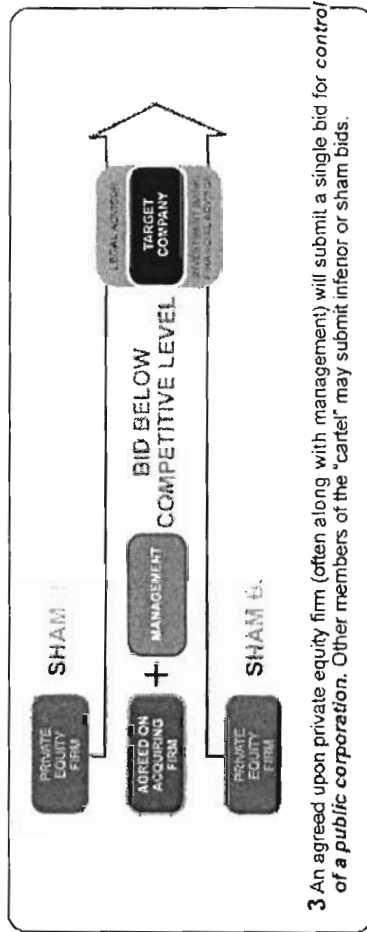 PRIVATE
EQUITY
FIRM
SHAM
AGREED ON
ACQUIRING
FIRM
+
MANAGEMENT
BID BELOW
COMPETITIVE LEVEL
LEGAL ADVISOR
TARGET
COMPANY
INVESTMENT BANK
FINANCIAL ADVISOR
PRIVATE
EQUITY
FIRM
SHAM B
3 An agreed upon private equity firm (often along with management) will submit a single bid for control
of a public corporation. Other members of the "cartel" may submit inferior or sham bids.